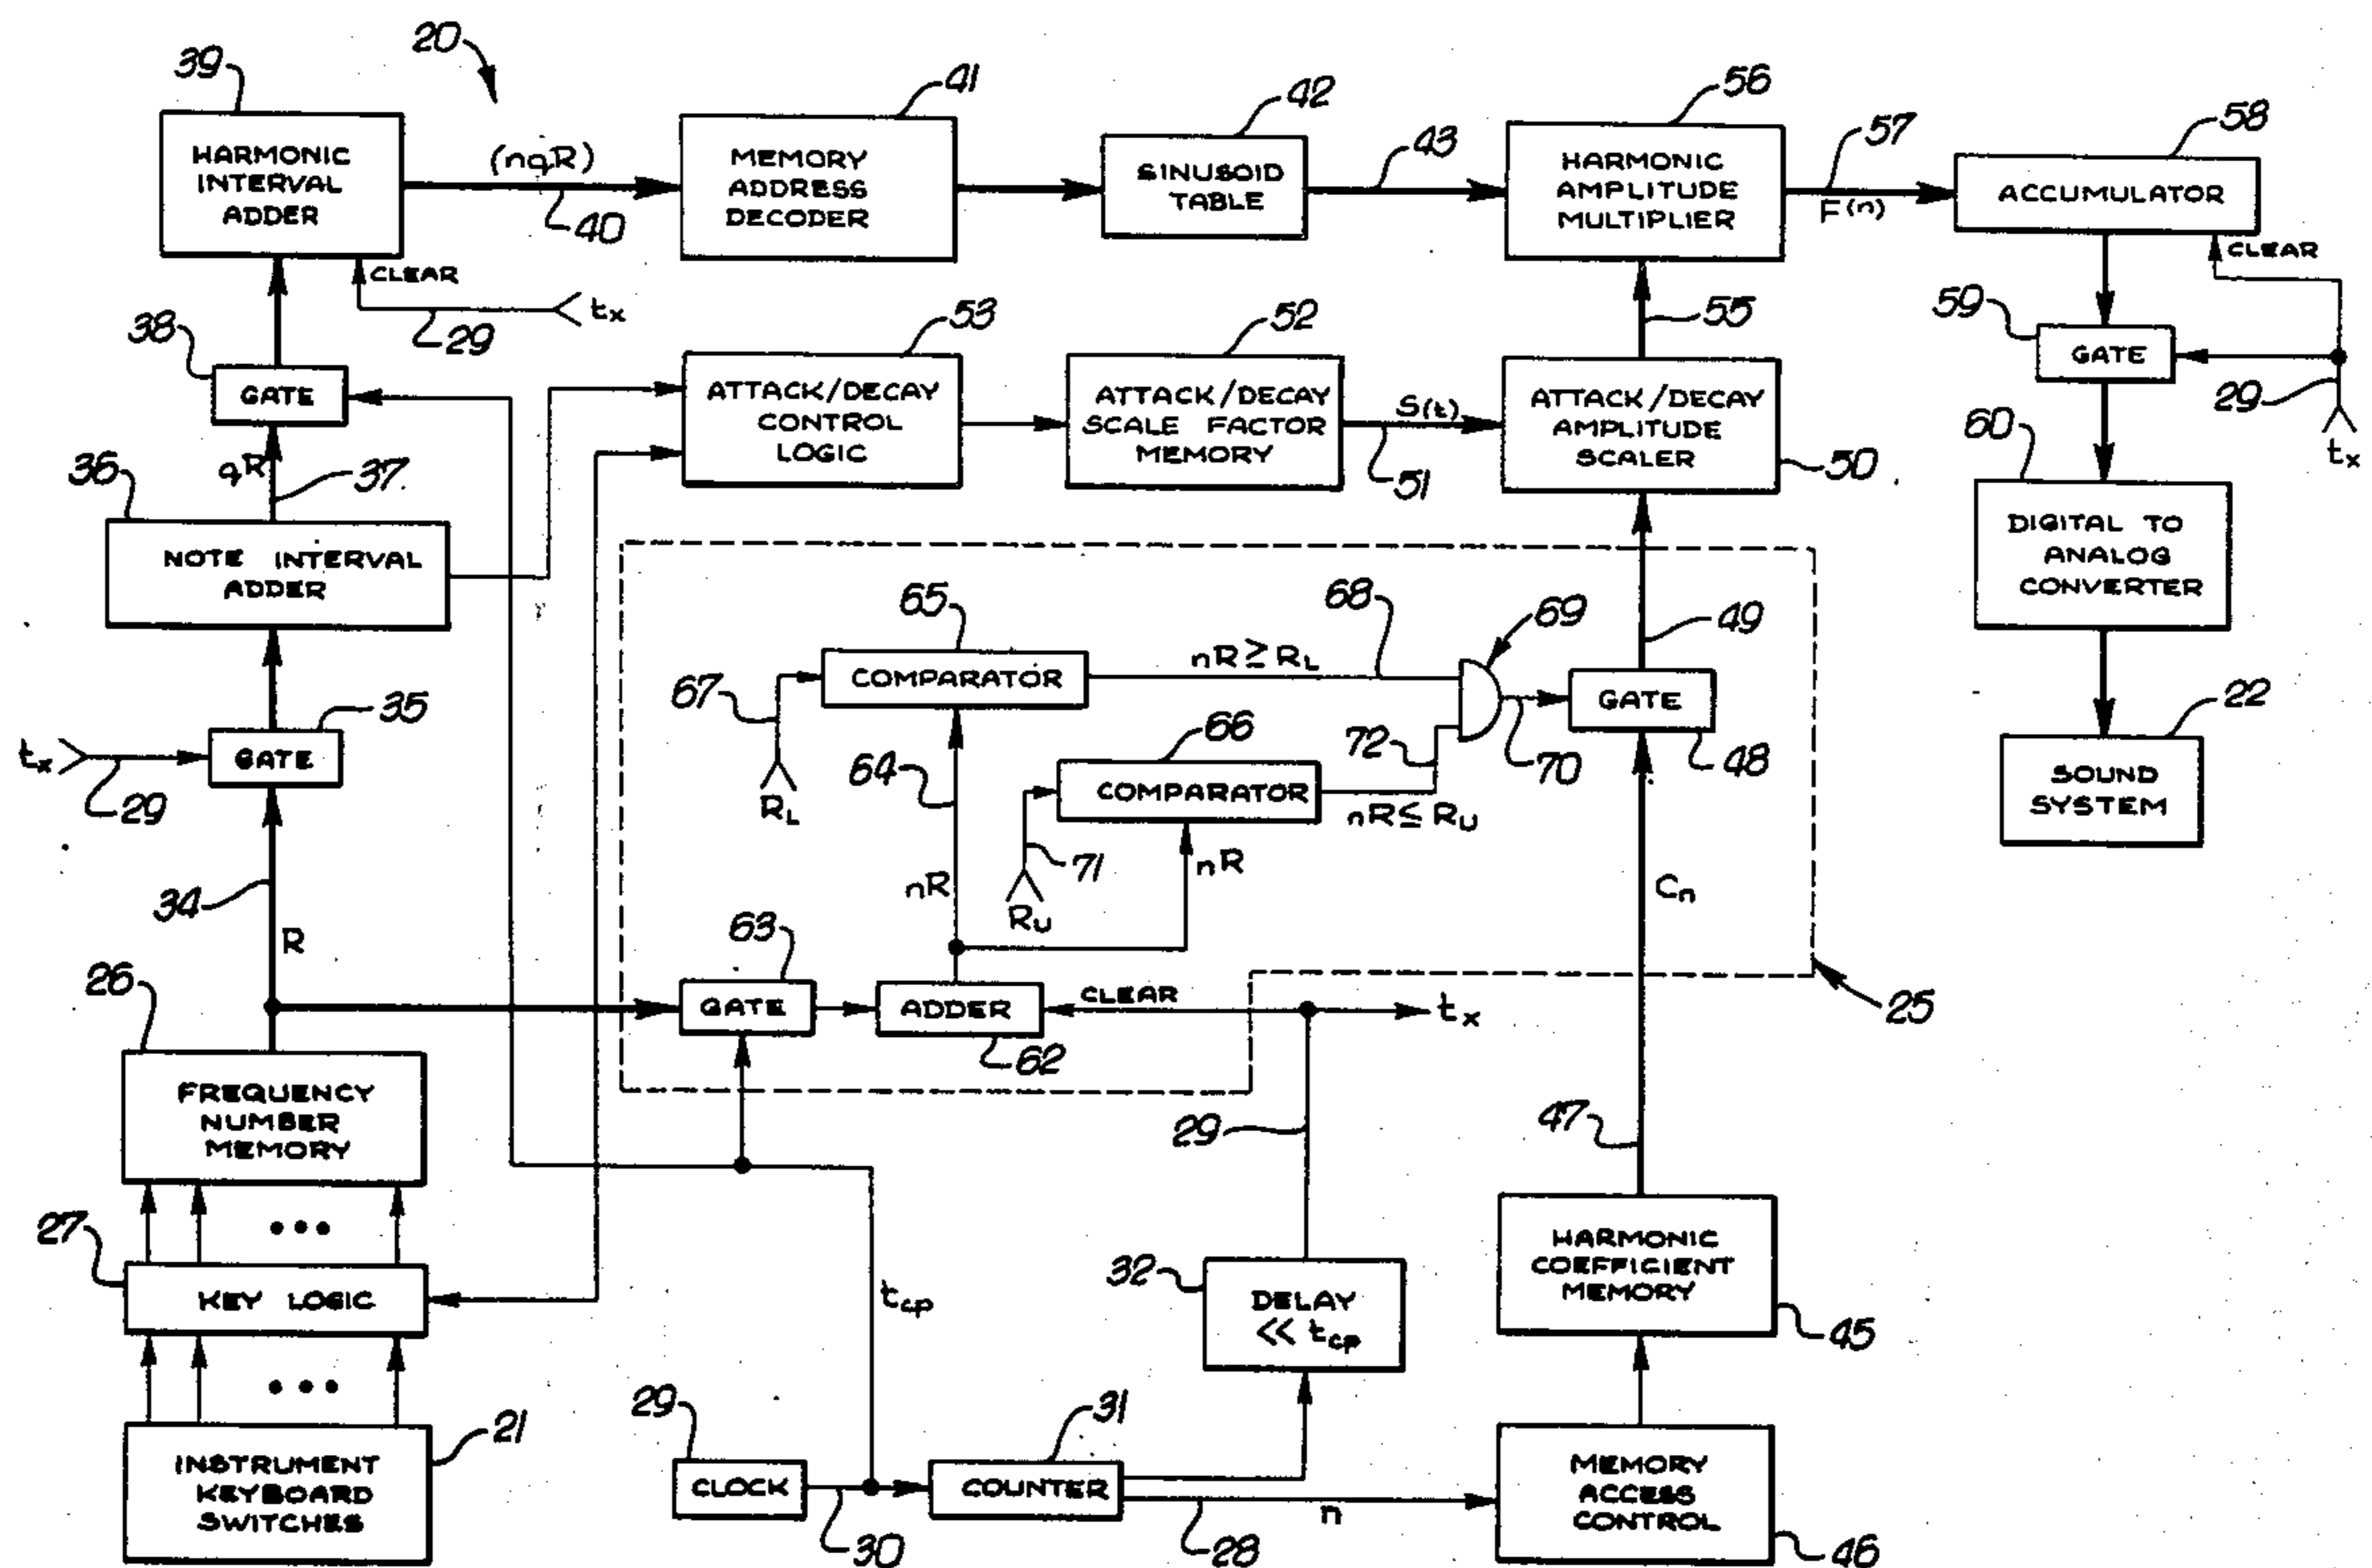 20
39
HARMONIC
INTERVAL
ADDER
(nqR)
40
41
MEMORY
ADDRESS
DECODER
42
SINUSOID
TABLE
43
56
HARMONIC
AMPLITUDE
MULTIPLIER
57
F(n)
58
ACCUMULATOR
CLEAR
tx
29
CLEAR
59
GATE
29
tx
38
GATE
qR
37
53
ATTACK/DECAY
CONTROL
LOGIC
52
ATTACK/DECAY
SCALE FACTOR
MEMORY
S(t)
51
55
ATTACK/DECAY
AMPLITUDE
SCALER
50
60
DIGITAL TO
ANALOG
CONVERTER
36
NOTE INTERVAL
ADDER
35
tx
GATE
29
65
COMPARATOR
67
RL
nR ≥ RL
68
69
49
GATE
48
70
66
COMPARATOR
72
nR ≤ RU
64
71
RU
nR
nR
22
SOUND
SYSTEM
34
R
Cn
25
63
GATE
ADDER
62
CLEAR
tx
26
FREQUENCY
NUMBER
MEMORY
29
47
27
KEY LOGIC
tcp
32
DELAY
<< tcp
HARMONIC
COEFFICIENT
MEMORY
45
21
INSTRUMENT
KEYBOARD
SWITCHES
29
CLOCK
30
31
COUNTER
28
n
MEMORY
ACCESS
CONTROL
46